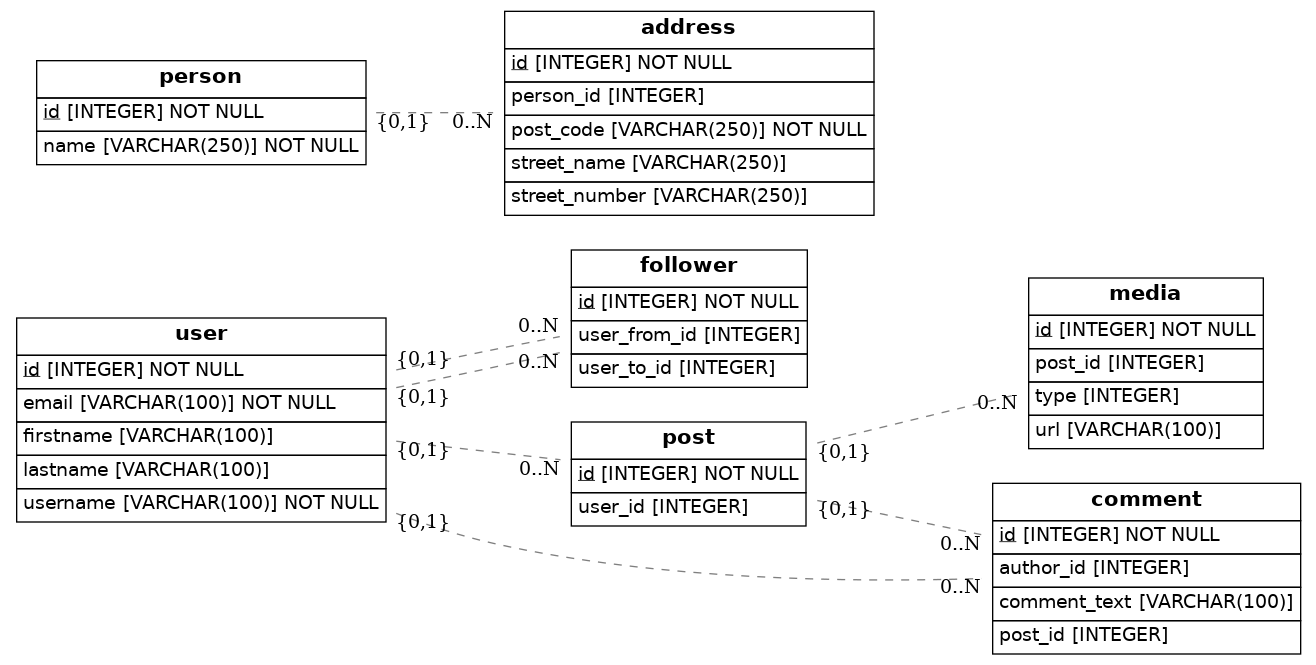 person
id [INTEGER] NOT NULL
name [VARCHAR(250)] NOT NULL
{0,1}
0..N
address
id [INTEGER] NOT NULL
person_id [INTEGER]
post_code [VARCHAR(250)] NOT NULL
street_name [VARCHAR(250)]
street_number [VARCHAR(250)]
user
id [INTEGER] NOT NULL
email [VARCHAR(100)] NOT NULL
firstname [VARCHAR(100)]
lastname [VARCHAR(100)]
username [VARCHAR(100)] NOT NULL
{0,1}
0..N
{0,1}
0..N
{0,1}
0..N
{0,1}
0..N
follower
id [INTEGER] NOT NULL
user_from_id [INTEGER]
user_to_id [INTEGER]
post
id [INTEGER] NOT NULL
user_id [INTEGER]
{0,1}
0..N
{0,1}
0..N
media
id [INTEGER] NOT NULL
post_id [INTEGER]
type [INTEGER]
url [VARCHAR(100)]
comment
id [INTEGER] NOT NULL
author_id [INTEGER]
comment_text [VARCHAR(100)]
post_id [INTEGER]